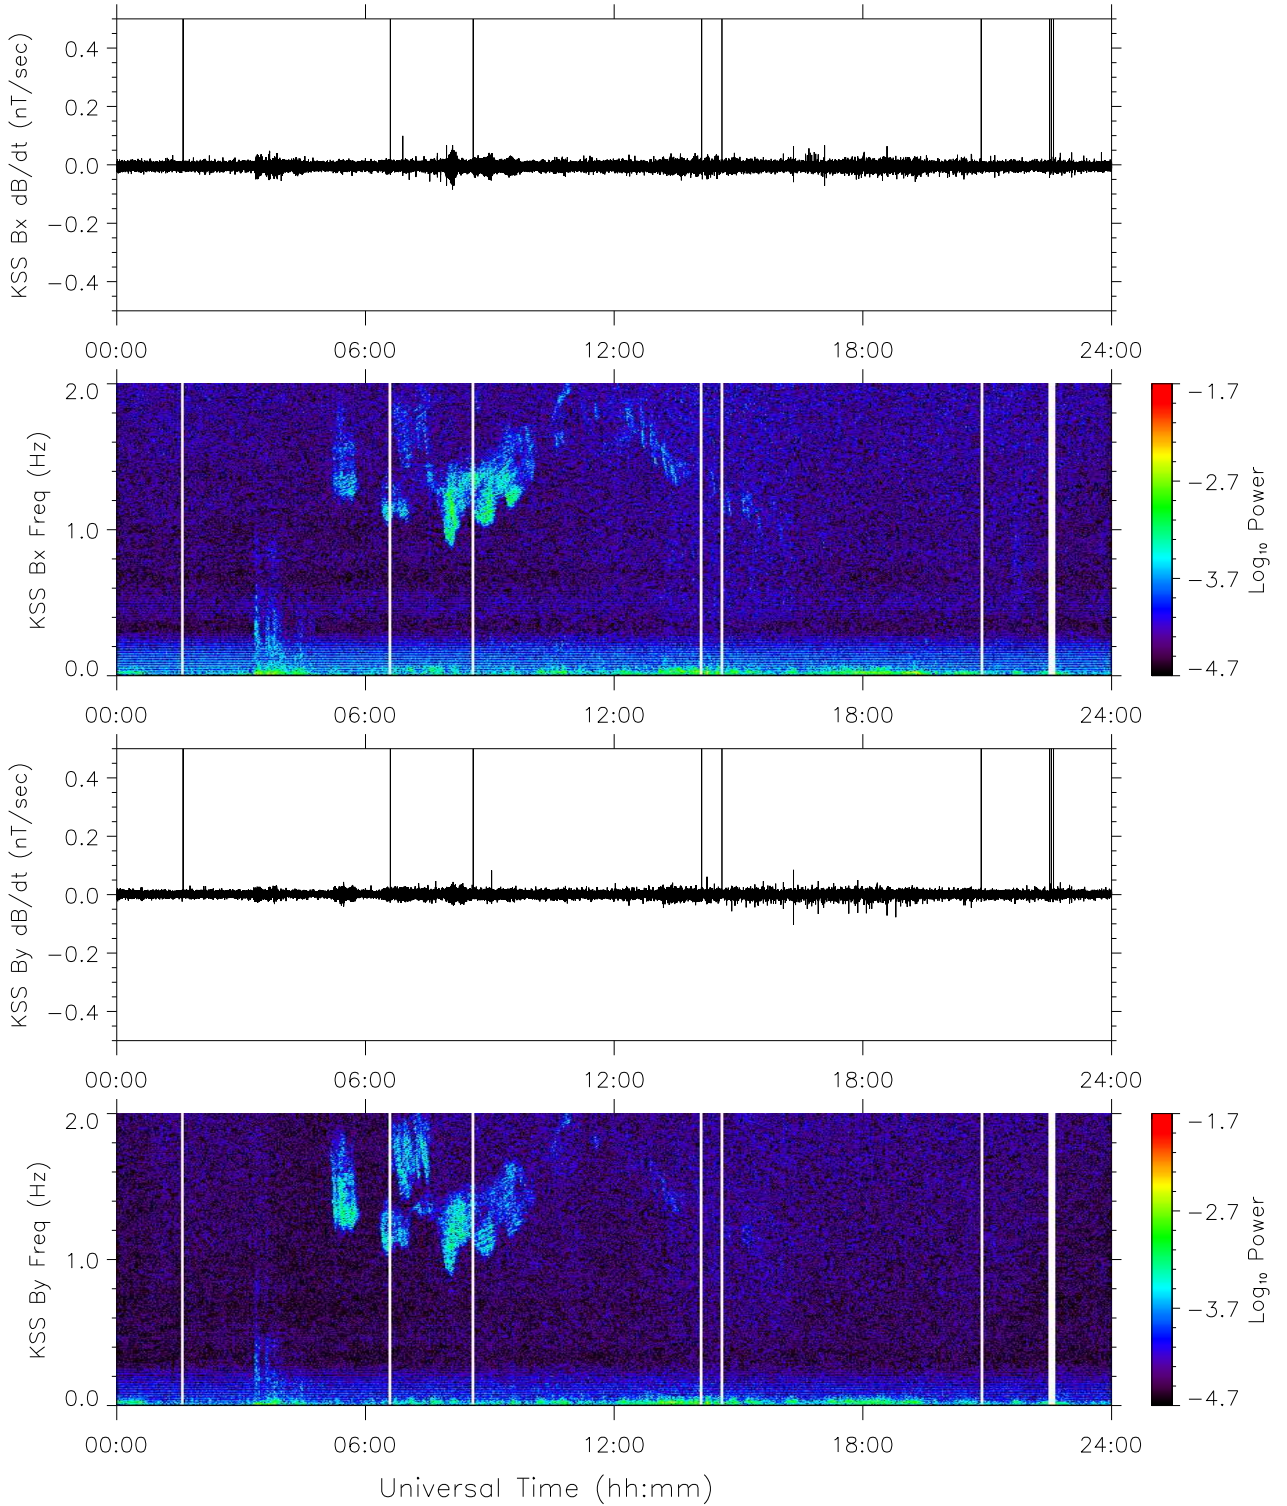 KSS Bx dB/dt (nT/sec)
0.4
0.2
0.0
−0.2
−0.4
00:00 06:00 12:00 18:00 24:00
KSS Bx Freq (Hz)
2.0
1.0
0.0
−1.7
−2.7
−3.7
−4.7
Log₁₀ Power
00:00 06:00 12:00 18:00 24:00
KSS By dB/dt (nT/sec)
0.4
0.2
0.0
−0.2
−0.4
00:00 06:00 12:00 18:00 24:00
KSS By Freq (Hz)
2.0
1.0
0.0
−1.7
−2.7
−3.7
−4.7
Log₁₀ Power
00:00 06:00 12:00 18:00 24:00
Universal Time (hh:mm)